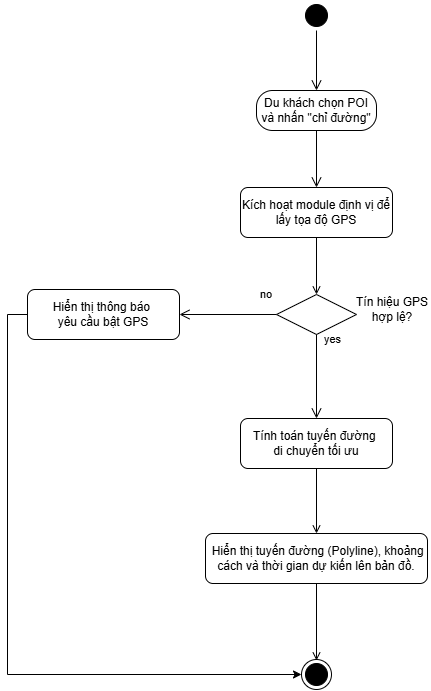 Du khách chọn POI
và nhấn "chỉ đường"
Kích hoạt module định vị để
lấy tọa độ GPS
no
Tín hiệu GPS
hợp lệ?
Hiển thị thông báo
yêu cầu bật GPS
yes
Tính toán tuyến đường
di chuyển tối ưu
Hiển thị tuyến đường (Polyline), khoảng
cách và thời gian dự kiến lên bản đồ.